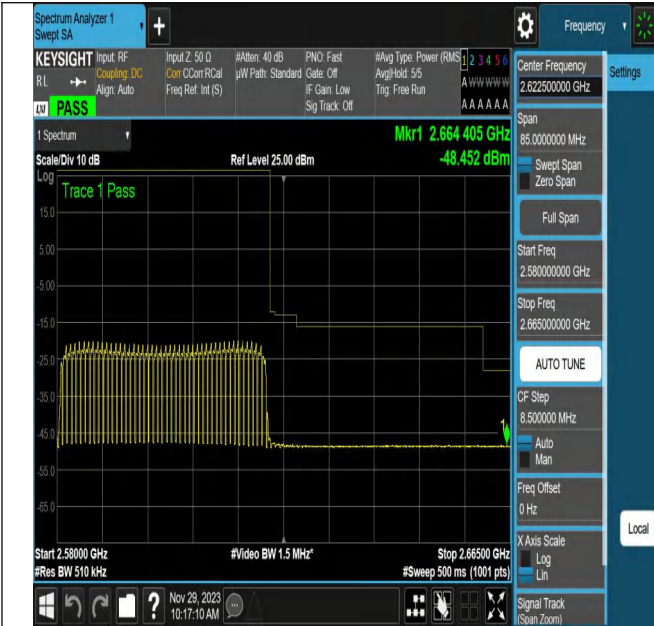 Spectrum Analyzer 1
Swept SA
+
Frequency
KEYSIGHT
RL
LXI PASS
Input: RF
Coupling: DC
Align: Auto
Input Z: 50 Ω
Corr CCorr RCal
Freq Ref: Int (S)
#Atten: 40 dB
µW Path: Standard
PNO: Fast
Gate: Off
IF Gain: Low
Sig Track: Off
#Avg Type: Power (RMS
Avg|Hold: 5/5
Trig: Free Run
1 2 3 4 5 6
A W W W W W
A A A A A A
1 Spectrum
Mkr1 2.664 405 GHz
Scale/Div 10 dB
Ref Level 25.00 dBm
-48.452 dBm
Log
Trace 1 Pass
15.0
5.00
-5.00
-15.0
-25.0
-35.0
-45.0
-55.0
-65.0
1
Start 2.58000 GHz
#Video BW 1.5 MHz*
Stop 2.66500 GHz
#Res BW 510 kHz
#Sweep 500 ms (1001 pts)
Center Frequency
2.622500000 GHz
Settings
Span
85.0000000 MHz
Swept Span
Zero Span
Full Span
Start Freq
2.580000000 GHz
Stop Freq
2.665000000 GHz
AUTO TUNE
CF Step
8.500000 MHz
Auto
Man
Freq Offset
0 Hz
Local
X Axis Scale
Log
Lin
Signal Track
(Span Zoom)
?
Nov 29, 2023
10:17:10 AM